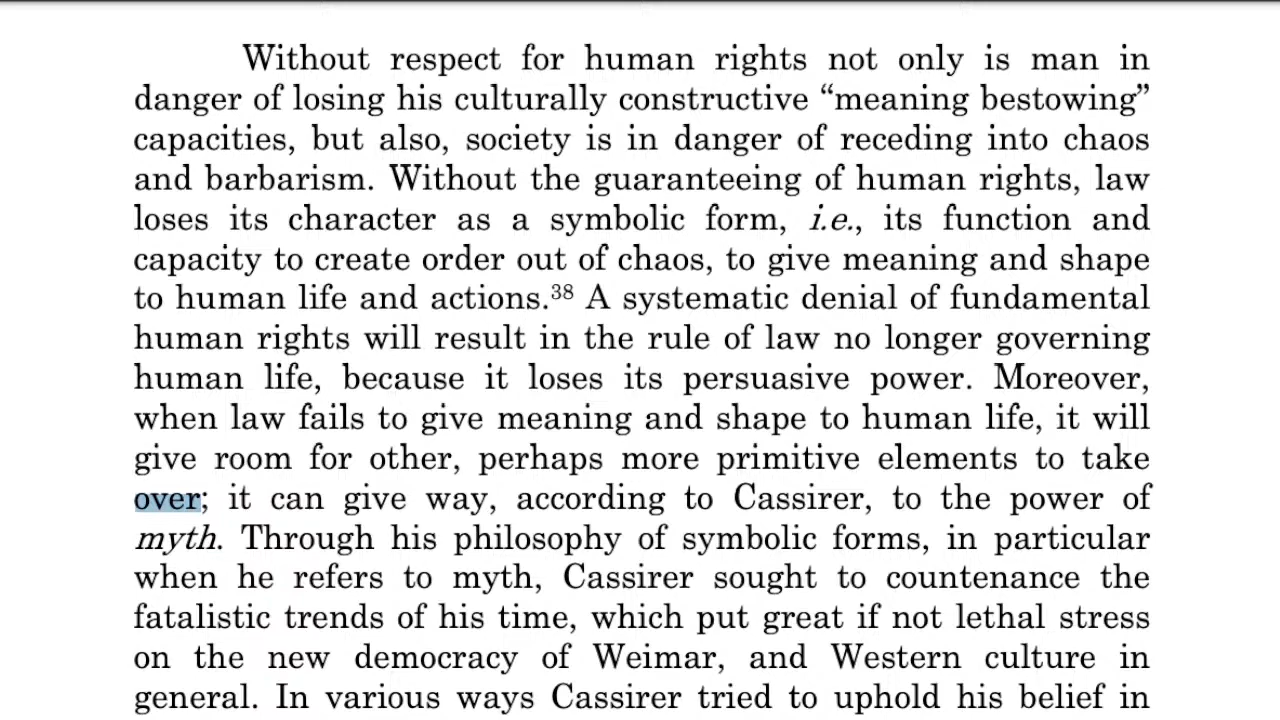 Without respect for human rights not only is man in
danger of losing his culturally constructive “meaning bestowing”
capacities, but also, society is in danger of receding into chaos
and barbarism. Without the guaranteeing of human rights, law
loses its character as a symbolic form, i.e., its function and
capacity to create order out of chaos, to give meaning and shape
to human life and actions.³⁸ A systematic denial of fundamental
human rights will result in the rule of law no longer governing
human life, because it loses its persuasive power. Moreover,
when law fails to give meaning and shape to human life, it will
give room for other, perhaps more primitive elements to take
over; it can give way, according to Cassirer, to the power of
myth. Through his philosophy of symbolic forms, in particular
when he refers to myth, Cassirer sought to countenance the
fatalistic trends of his time, which put great if not lethal stress
on the new democracy of Weimar, and Western culture in
general. In various ways Cassirer tried to uphold his belief in